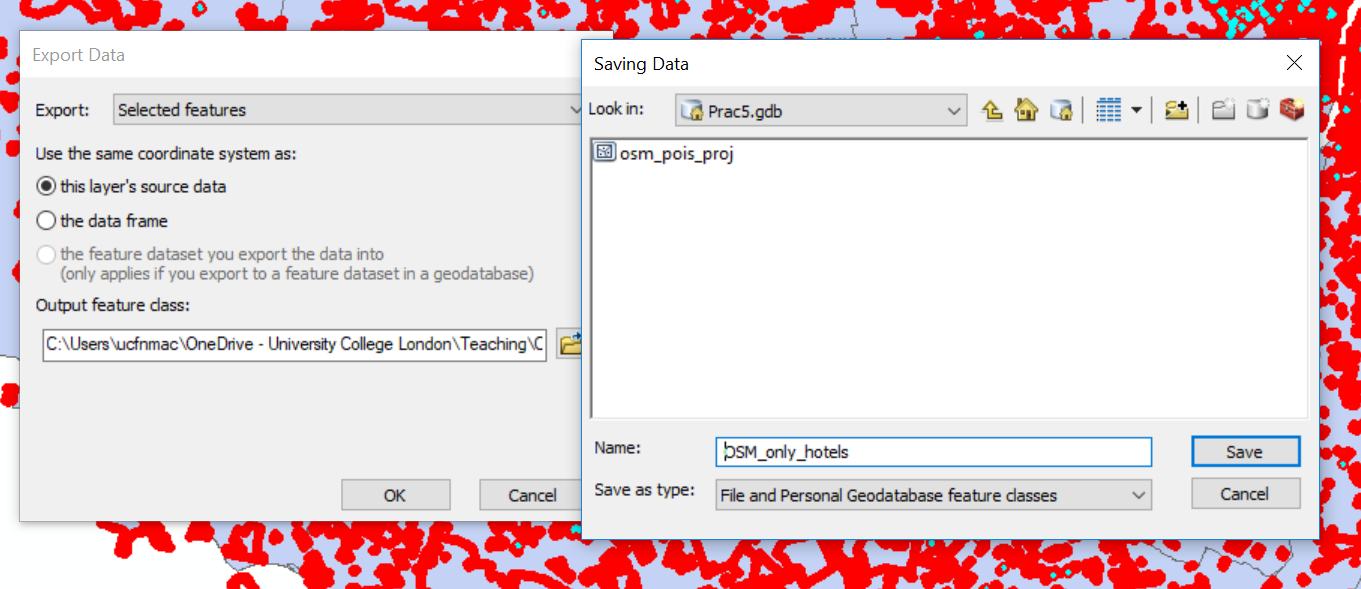 Export Data
Export: Selected features
Use the same coordinate system as:
this layer's source data
the data frame
the feature dataset you export the data into
(only applies if you export to a feature dataset in a geodatabase)
Output feature class:
C:\Users\ucfnmac\OneDrive - University College London\Teaching\C
OK Cancel
Saving Data
Look in: Prac5.gdb
osm_pois_proj
Name: OSM_only_hotels Save
Save as type: File and Personal Geodatabase feature classes Cancel